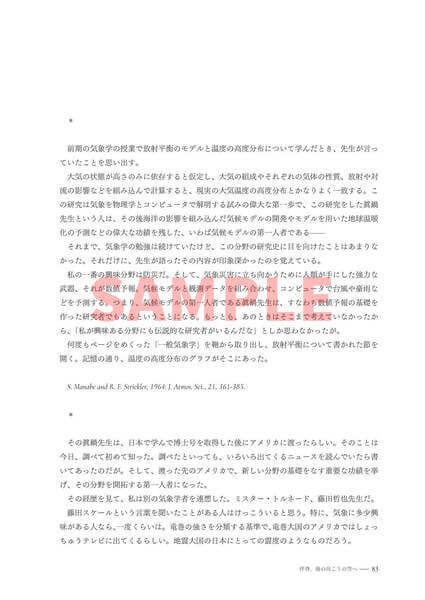 *
前期の気象学の授業で放射平衡のモデルと温度の高度分布について学んだとき、先生が言っ
ていたことを思い出す。
大気の状態が高さのみに依存すると仮定し、大気の組成やそれぞれの気体の性質、放射や対
流の影響などを組み込んで計算すると、現実の大気温度の高度分布とかなりよく一致する。こ
の研究は気象を物理学とコンピュータで解明する試みの偉大な第一歩で、この研究をした眞鍋
先生という人は、その後海洋の影響を組み込んだ気候モデルの開発やモデルを用いた地球温暖
化の予測などの偉大な功績を残した、いわば気候モデルの第一人者である――
それまで、気象学の勉強は続けていたけど、この分野の研究史に目を向けたことはあまりな
かった。それだけに、先生が語ったその内容が印象深かったのを覚えている。
私の一番の興味分野は防災だ。そして、気象災害に立ち向かうために人類が手にした強力な
武器、それが数値予報。気候モデルと観測データを組み合わせ、コンピュータで台風や豪雨な
どを予測する。つまり、気候モデルの第一人者である眞鍋先生は、すなわち数値予報の基礎を
作った研究者でもあるということになる。もっとも、あのときはそこまで考えていなかったか
ら、「私が興味ある分野にも伝説的な研究者がいるんだな」としか思わなかったが。
何度もページをめくった『一般気象学』を鞄から取り出し、放射平衡について書かれた節を
開く。記憶の通り、温度の高度分布のグラフがそこにあった。
SAMPLE
S. Manabe and R. F. Strickler, 1964: J. Atmos. Sci., 21, 361-385.
*
その眞鍋先生は、日本で学んで博士号を取得した後にアメリカに渡ったらしい。そのことは
今日、調べて初めて知った。調べたといっても、いろいろ出てくるニュースを読んでいたら書
いてあったのだが。そして、渡った先のアメリカで、新しい分野の基礎をなす重要な功績を挙
げ、その分野を開拓する第一人者になった。
その経歴を見て、私は別の気象学者を連想した。ミスター・トルネード、藤田哲也先生だ。
藤田スケールという言葉を聞いたことがある人はけっこういると思う。特に、気象に多少興
味がある人なら、一度くらいは。竜巻の強さを分類する基準で、竜巻大国のアメリカではしょっ
ちゅうテレビに出てくるらしい。地震大国の日本にとっての震度のようなものだろう。
拝啓、海の向こうの空へ ― 83